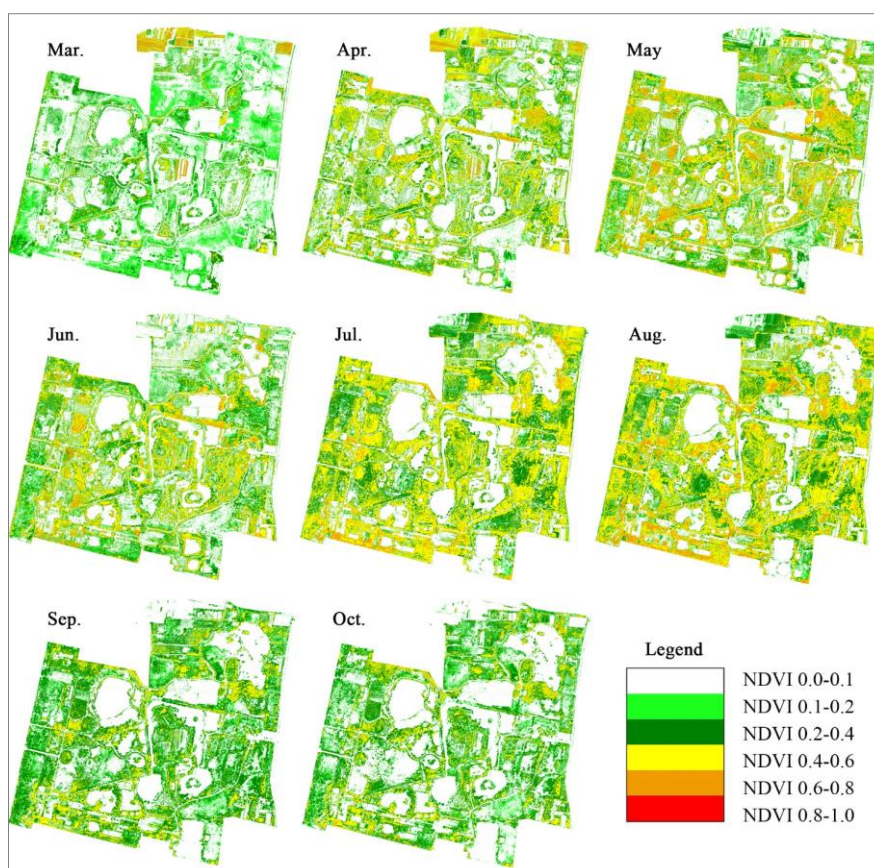 Mar.
Apr.
May
Jun.
Jul.
Aug.
Sep.
Oct.
Legend
NDVI 0.0-0.1
NDVI 0.1-0.2
NDVI 0.2-0.4
NDVI 0.4-0.6
NDVI 0.6-0.8
NDVI 0.8-1.0